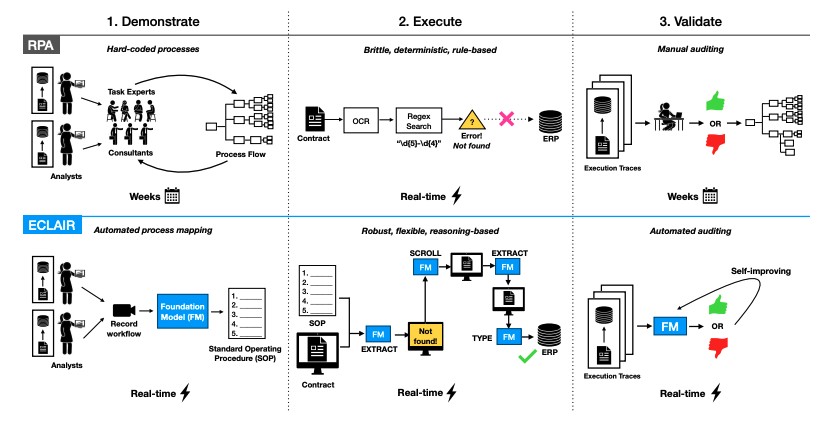 1. Demonstrate
2. Execute
3. Validate
RPA
Hard-coded processes
Brittle, deterministic, rule-based
Manual auditing
Task Experts
Consultants
Analysts
Process Flow
Weeks
Contract
OCR
Regex
Search
"\d{5}-\d{4}"
?
Error!
Not found
ERP
Real-time
OR
Execution Traces
Weeks
ECLAIR
Automated process mapping
Robust, flexible, reasoning-based
Automated auditing
Analysts
Record
workflow
Foundation
Model (FM)
1.
2.
3.
4.
5.
Standard Operating
Procedure (SOP)
Real-time
1.
2.
3.
4.
5.
SOP
Contract
FM
EXTRACT
Not
found!
SCROLL
FM
EXTRACT
FM
TYPE
FM
ERP
Real-time
Execution Traces
FM
OR
Self-improving
Real-time